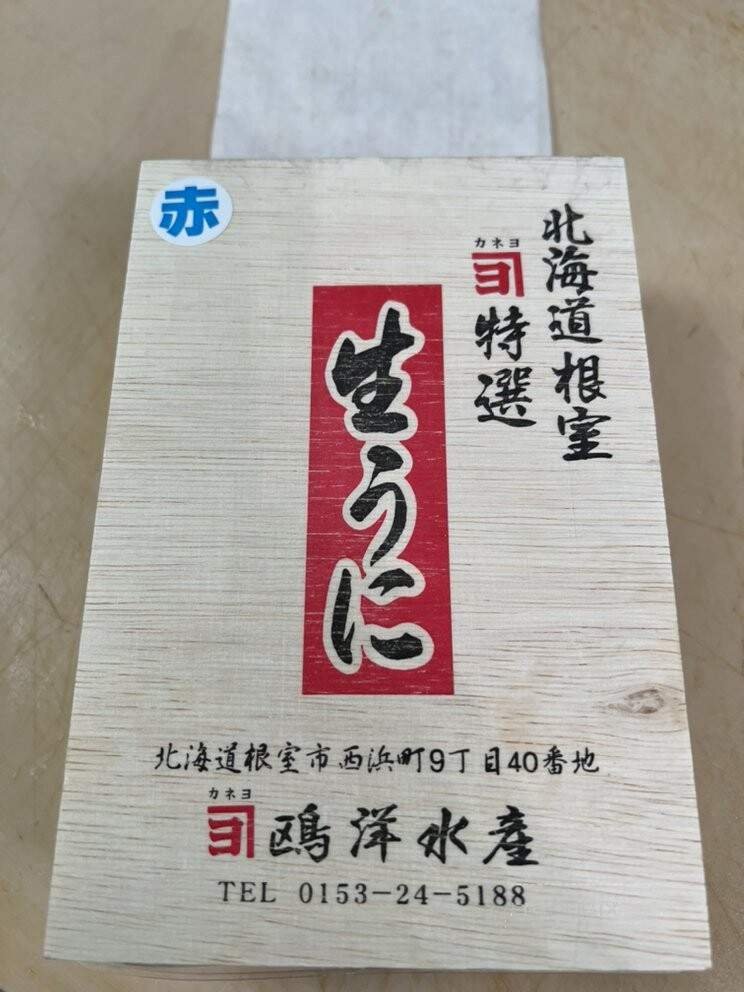 赤
北海道根室
カネヨ
ヨ
特選
生うに
北海道根室市西浜町9丁目40番地
カネヨ
ヨ 鴎洋水産
TEL 0153-24-5188